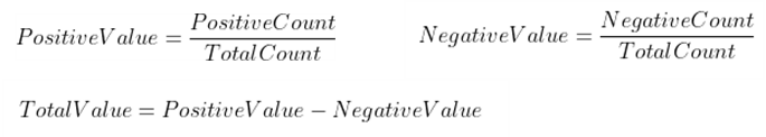 PositiveValue = PositiveCount / TotalCount NegativeValue = NegativeCount / TotalCount
TotalValue = PositiveValue − NegativeValue